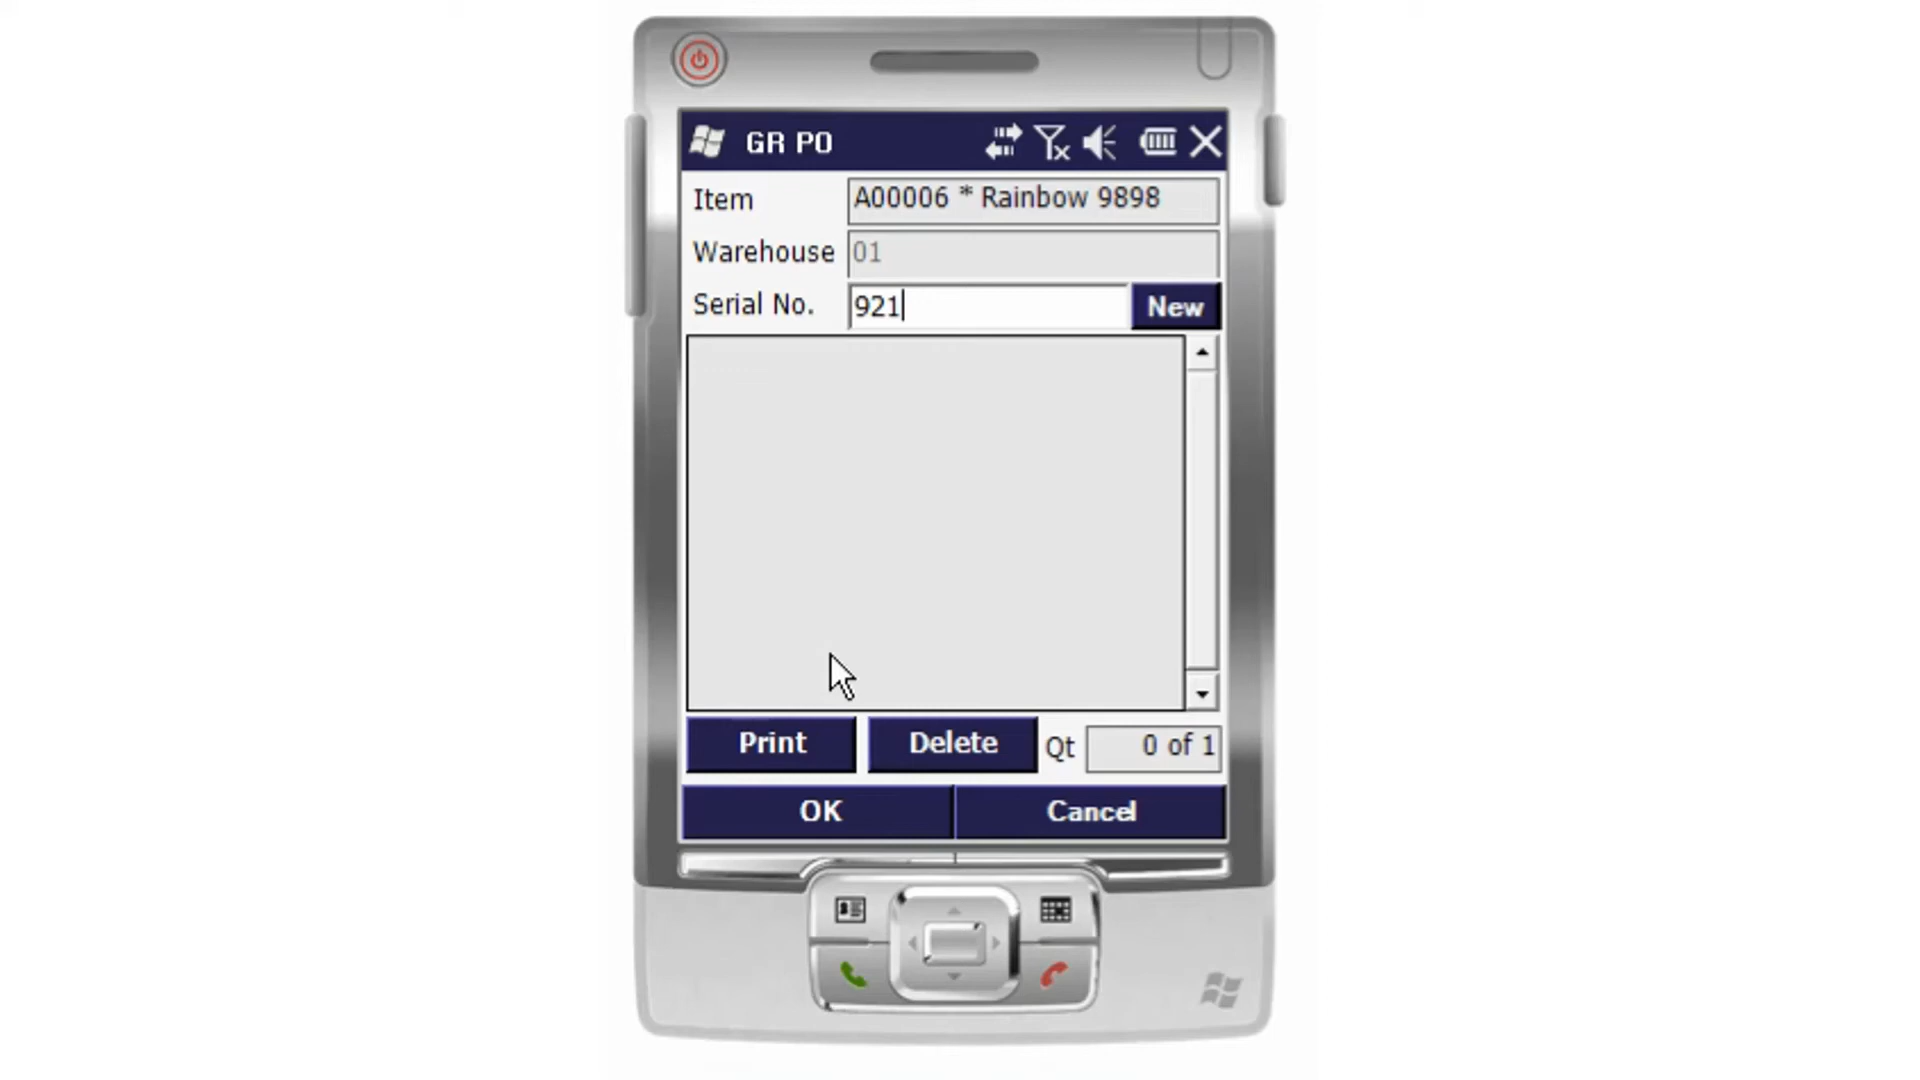 GR PO
Item A00006 * Rainbow 9898
Warehouse 01
Serial No. 921 New
Print Delete Qt 0 of 1
OK Cancel